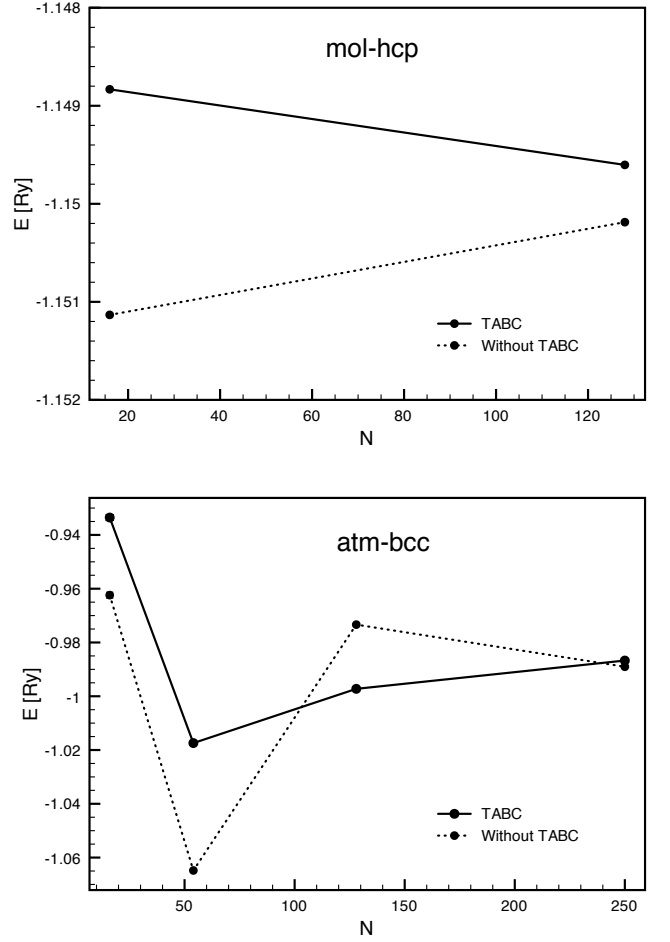 mol-hcp
-1.148
-1.149
-1.15
-1.151
-1.152
E [Ry]
TABC
Without TABC
20 40 60 80 100 120
N
atm-bcc
-0.94
-0.96
-0.98
-1
-1.02
-1.04
-1.06
E [Ry]
TABC
Without TABC
50 100 150 200 250
N